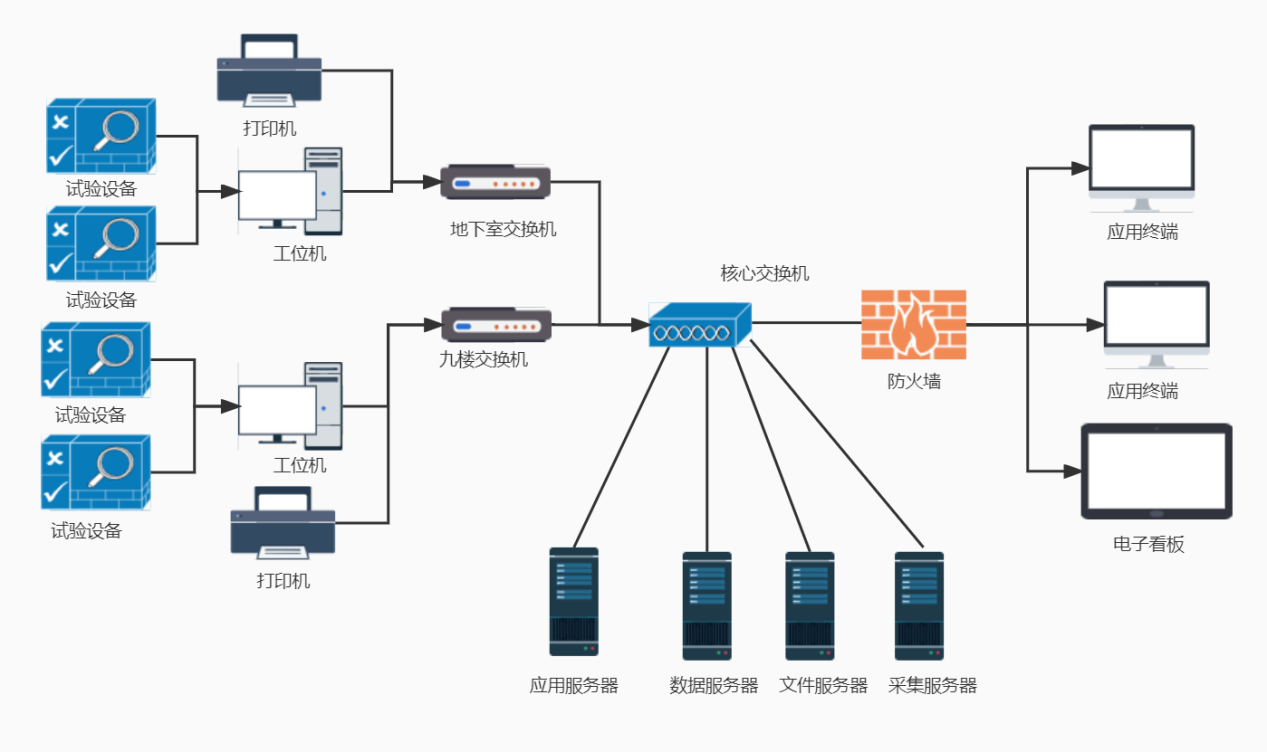 打印机
试验设备
工位机
试验设备
地下室交换机
核心交换机
九楼交换机
试验设备
工位机
试验设备
打印机
防火墙
应用终端
应用终端
电子看板
应用服务器
数据服务器
文件服务器
采集服务器